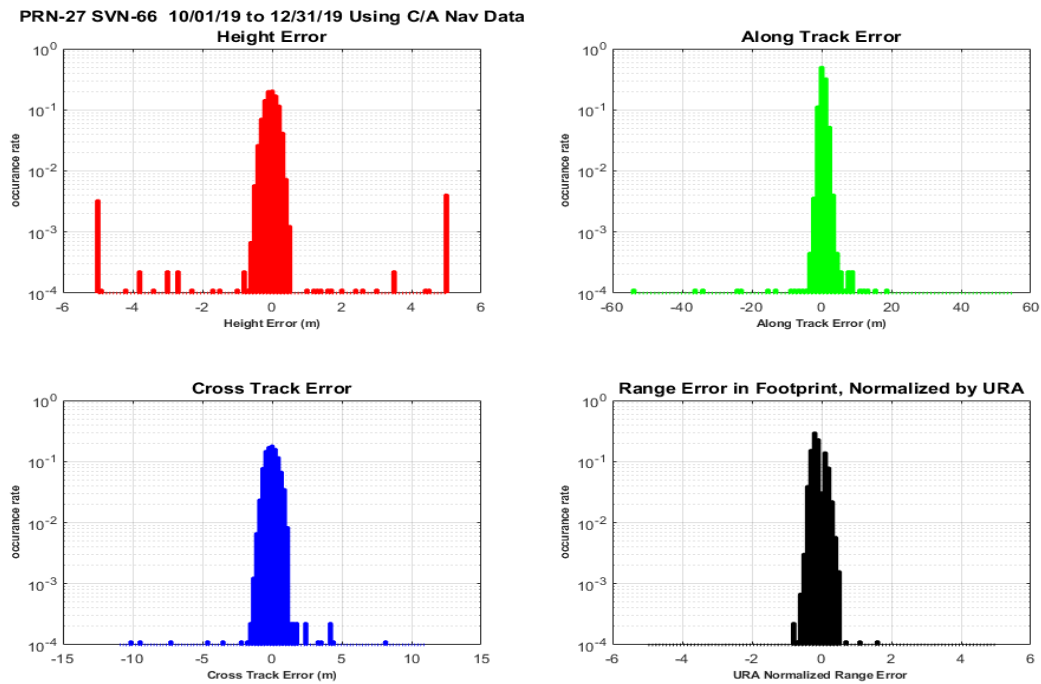 PRN-27 SVN-66  10/01/19 to 12/31/19 Using C/A Nav Data
Height Error
10^0
10^-1
10^-2
10^-3
10^-4
occurance rate
-6 -4 -2 0 2 4 6
Height Error (m)
Along Track Error
10^0
10^-1
10^-2
10^-3
10^-4
occurance rate
-60 -40 -20 0 20 40 60
Along Track Error (m)
Cross Track Error
10^0
10^-1
10^-2
10^-3
10^-4
occurance rate
-15 -10 -5 0 5 10 15
Cross Track Error (m)
Range Error in Footprint, Normalized by URA
10^0
10^-1
10^-2
10^-3
10^-4
occurance rate
-6 -4 -2 0 2 4 6
URA Normalized Range Error